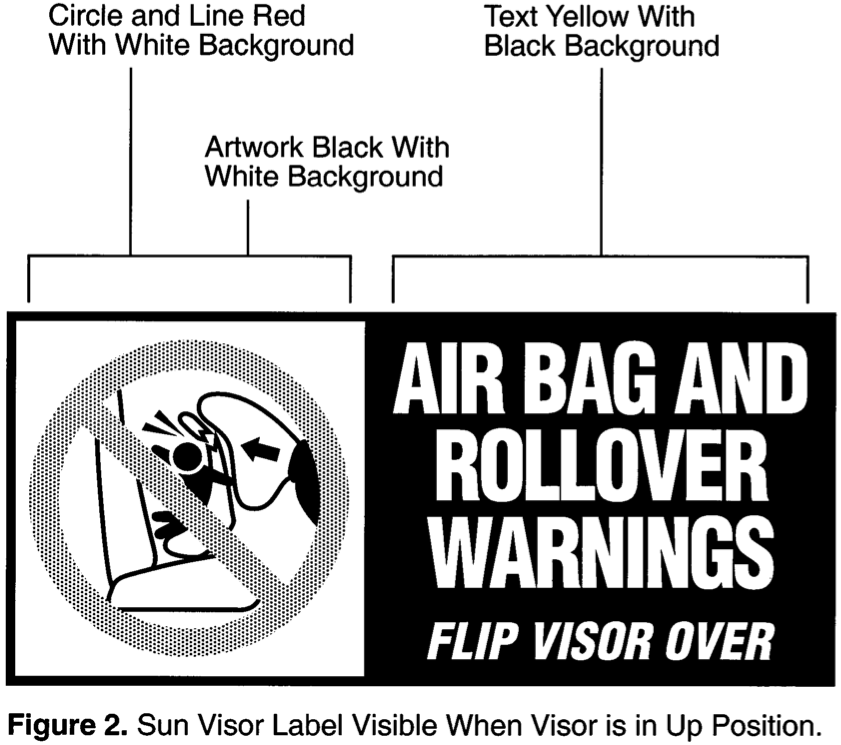 Circle and Line Red
With White Background
Text Yellow With
Black Background
Artwork Black With
White Background
AIR BAG AND
ROLLOVER
WARNINGS
FLIP VISOR OVER
Figure 2. Sun Visor Label Visible When Visor is in Up Position.